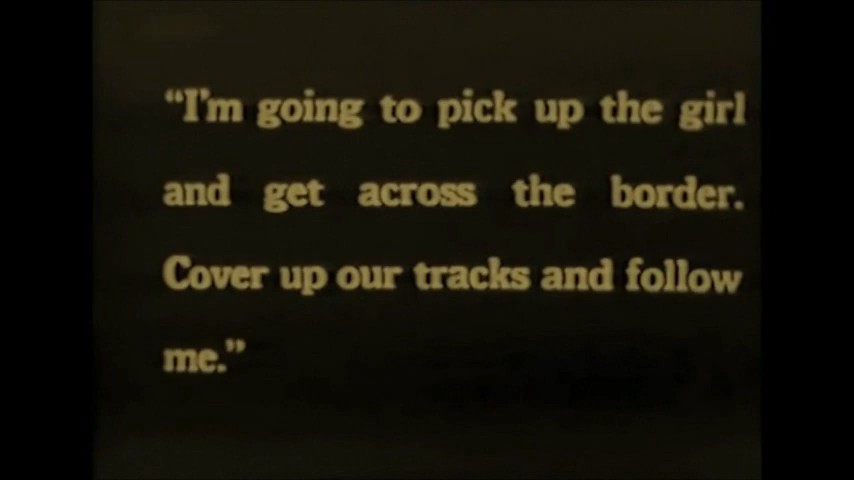 “I'm going to pick up the girl
and get across the border.
Cover up our tracks and follow
me.”